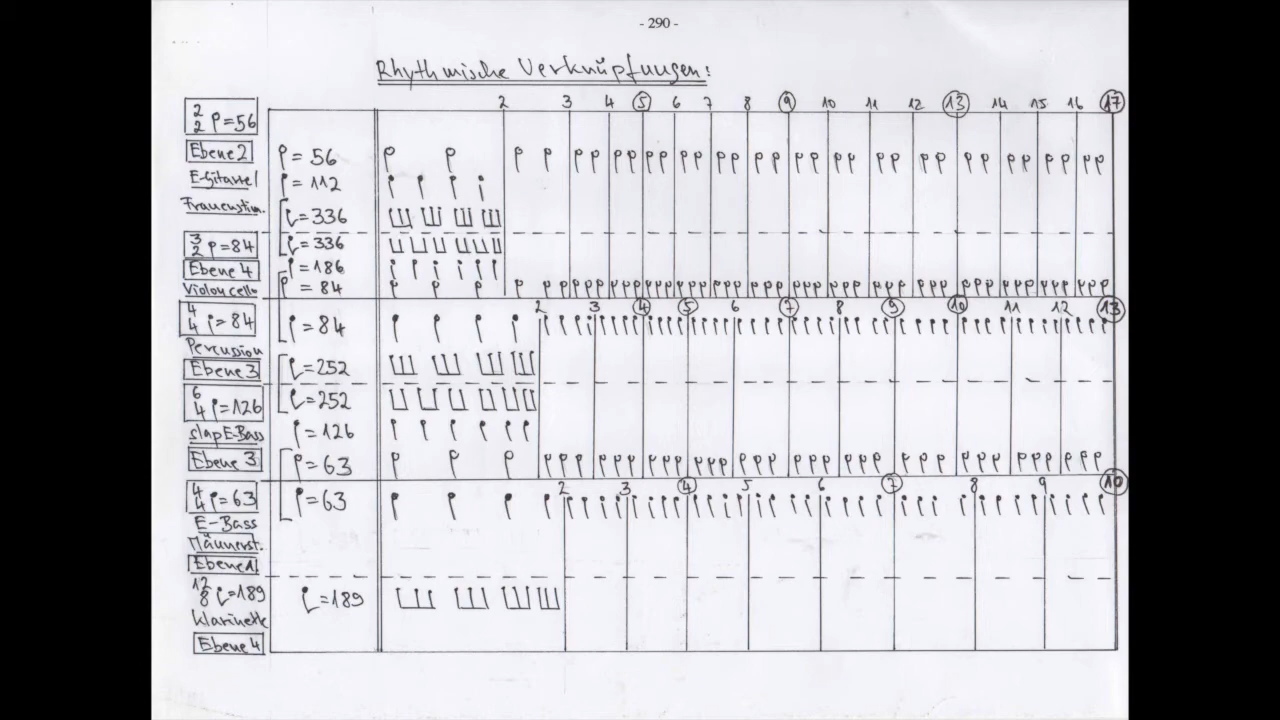 - 290 -
Rhythmische Verknüpfungen:
2 3 4 5 6 7 8 9 10 11 12 13 14 15 16 17
2/2 = 56
Ebene 2
= 56
E-Gitarre
= 112
Frauenstim.
= 336
3/2 = 84
= 336
Ebene 4
= 186
Violoncello
= 84
2 3 4 5 6 7 8 9 10 11 12 13
4/4 = 84
= 84
Percussion
Ebene 3
= 252
6/4 = 126
= 252
slap E-Bass
= 126
Ebene 3
= 63
2 3 4 5 6 7 8 9 10
4/4 = 63
= 63
E-Bass
Männerst.
Ebene 1
12/8 = 189
= 189
Klarinette
Ebene 4